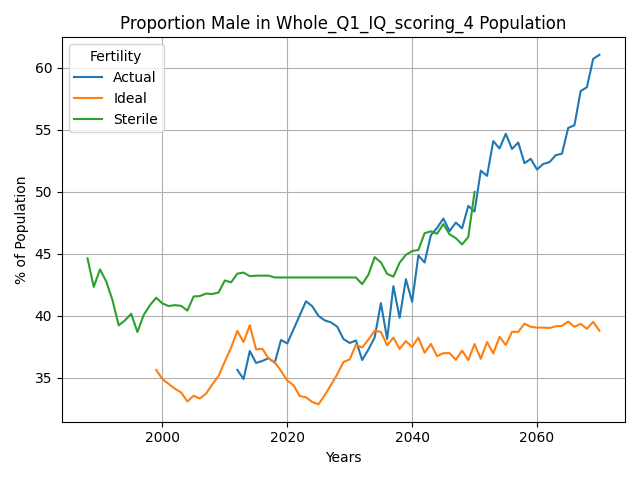 Proportion Male in Whole_Q1_IQ_scoring_4 Population
Fertility
Actual
Ideal
Sterile
% of Population
60
55
50
45
40
35
2000
2020
2040
2060
Years